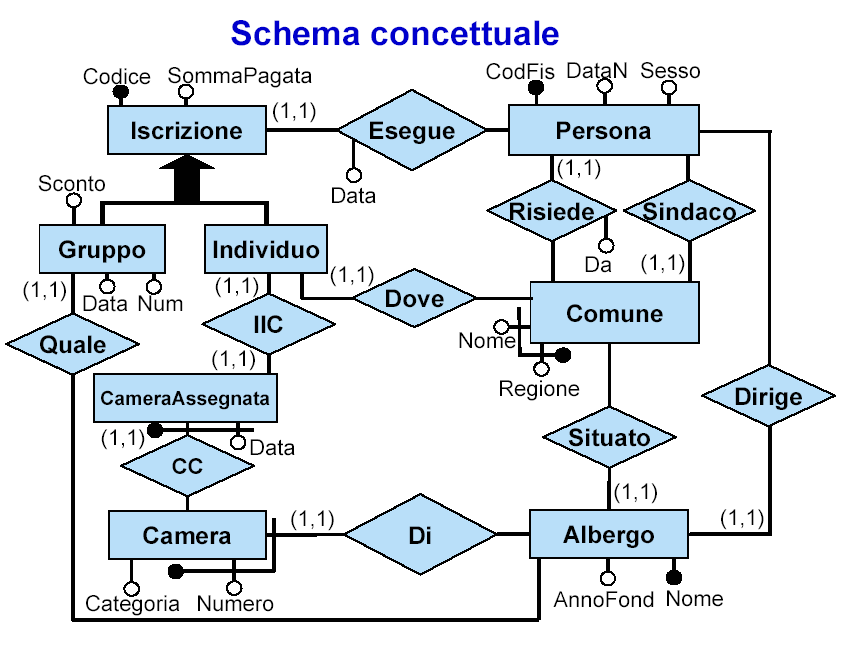 Schema concettuale
Codice SommaPagata CodFis DataN Sesso
Iscrizione (1,1) Esegue Persona
Data (1,1)
Sconto Risiede Sindaco
Gruppo Individuo Da (1,1)
(1,1) Data Num (1,1) (1,1) Dove Comune
Quale IIC Nome
(1,1) Regione
CameraAssegnata Dirige
(1,1) Data Situato
CC
(1,1) (1,1) (1,1)
Camera Di Albergo
Categoria Numero AnnoFond Nome